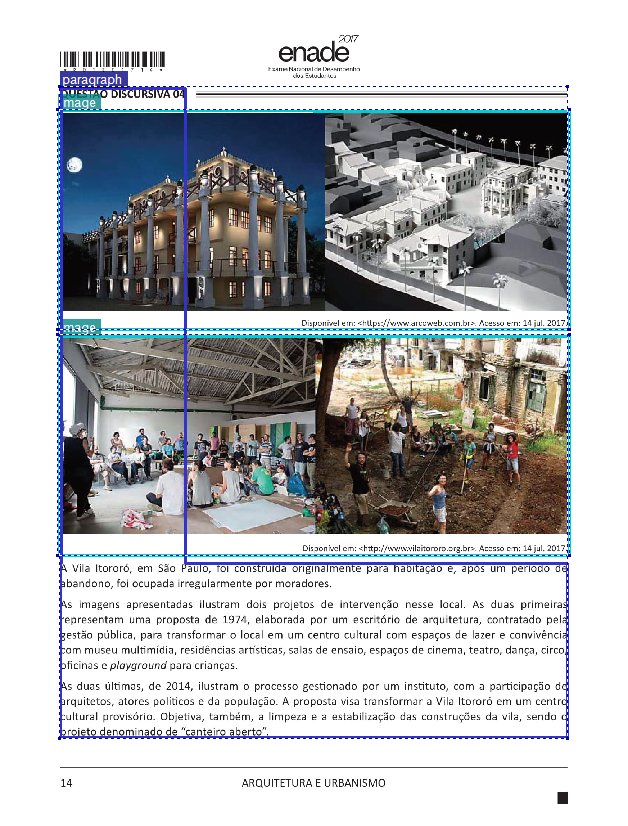 2017
enade
Exame Nacional de Desempenho
dos Estudantes
paragraph
QUESTÃO DISCURSIVA 04
mage
Disponível em: <https://www.arcoweb.com.br>. Acesso em: 14 jul. 2017.
mage
Disponível em: <http://www.vilaitororo.org.br>. Acesso em: 14 jul. 2017.
A Vila Itororó, em São Paulo, foi construída originalmente para habitação e, após um período de
abandono, foi ocupada irregularmente por moradores.
As imagens apresentadas ilustram dois projetos de intervenção nesse local. As duas primeiras
representam uma proposta de 1974, elaborada por um escritório de arquitetura, contratado pela
gestão pública, para transformar o local em um centro cultural com espaços de lazer e convivência
com museu multimídia, residências artísticas, salas de ensaio, espaços de cinema, teatro, dança, circo,
oficinas e playground para crianças.
As duas últimas, de 2014, ilustram o processo gestionado por um instituto, com a participação de
arquitetos, atores políticos e da população. A proposta visa transformar a Vila Itororó em um centro
cultural provisório. Objetiva, também, a limpeza e a estabilização das construções da vila, sendo o
projeto denominado de “canteiro aberto”.
14
ARQUITETURA E URBANISMO